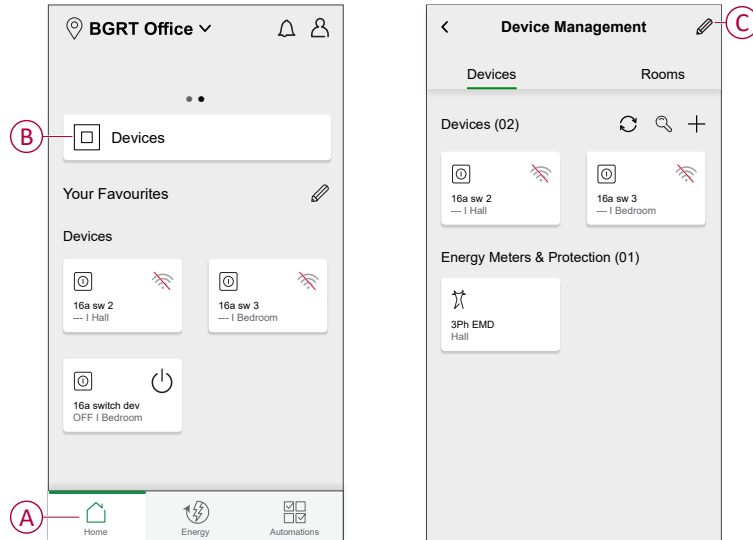 BGRT Office
B
Devices
Your Favourites
Devices
16a sw 2
--- I Hall
16a sw 3
--- I Bedroom
16a switch dev
OFF I Bedroom
A
Home
Energy
Automations
Device Management
C
Devices
Rooms
Devices (02)
16a sw 2
--- I Hall
16a sw 3
--- I Bedroom
Energy Meters & Protection (01)
3Ph EMD
Hall